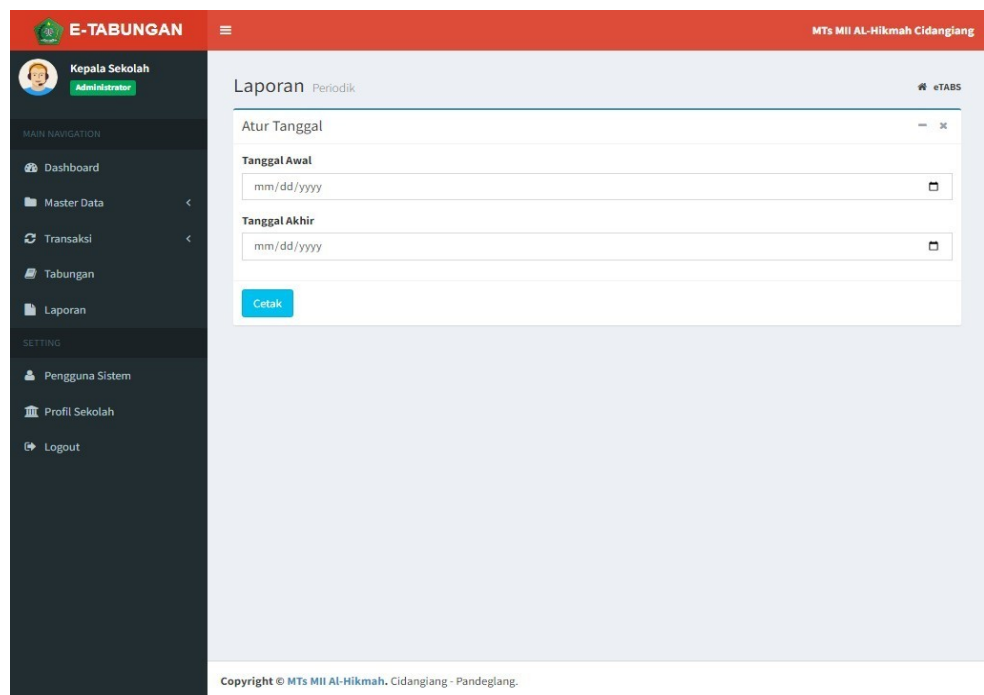 E-TABUNGAN
MTs MII AL-Hikmah Cidangiang
Kepala Sekolah
Administrator
MAIN NAVIGATION
Dashboard
Master Data
Transaksi
Tabungan
Laporan
SETTING
Pengguna Sistem
Profil Sekolah
Logout
Laporan Periodik
eTABS
Atur Tanggal
Tanggal Awal
mm/dd/yyyy
Tanggal Akhir
mm/dd/yyyy
Cetak
Copyright © MTs MII Al-Hikmah. Cidangiang - Pandeglang.